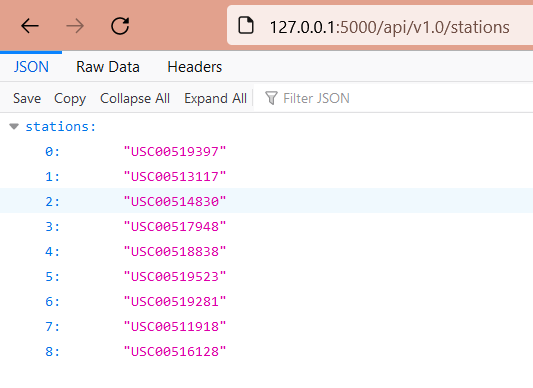 127.0.0.1:5000/api/v1.0/stations
JSON Raw Data Headers
Save Copy Collapse All Expand All Filter JSON
stations:
0: "USC00519397"
1: "USC00513117"
2: "USC00514830"
3: "USC00517948"
4: "USC00518838"
5: "USC00519523"
6: "USC00519281"
7: "USC00511918"
8: "USC00516128"